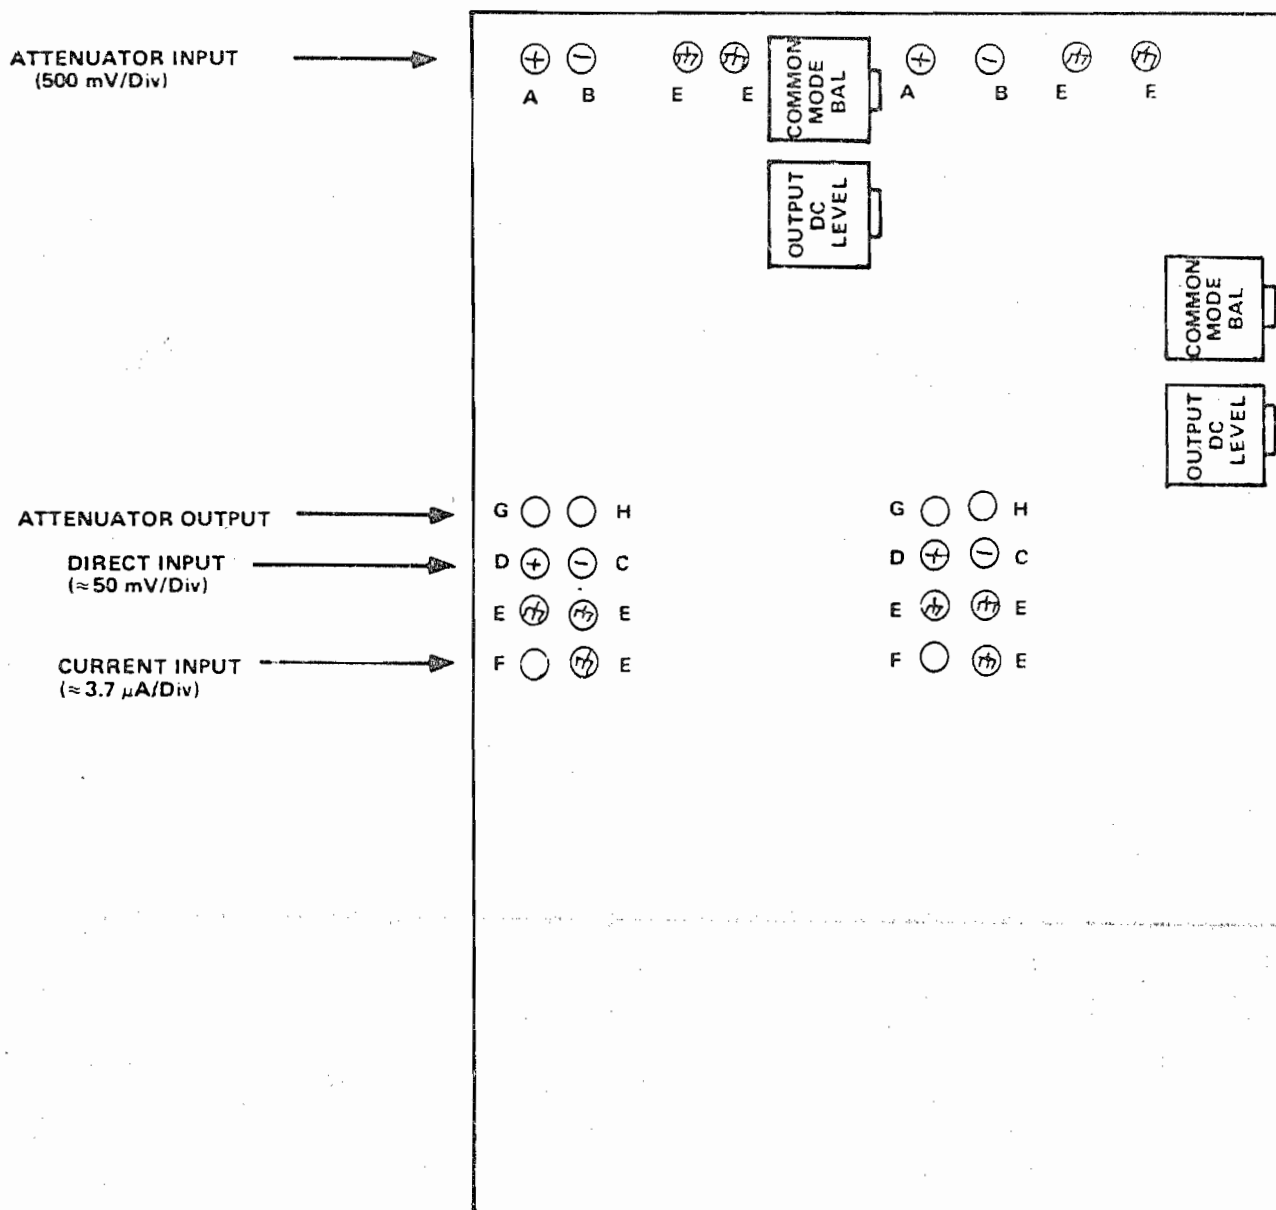 ATTENUATOR INPUT
(500 mV/Div)
+ −
A B E E
COMMON
MODE
BAL
+ −
A B E E
OUTPUT
DC
LEVEL
COMMON
MODE
BAL
OUTPUT
DC
LEVEL
ATTENUATOR OUTPUT
G H
G H
DIRECT INPUT
(≈50 mV/Div)
D + − C
D + − C
E E
E E
CURRENT INPUT
(≈3.7 μA/Div)
F E
F E